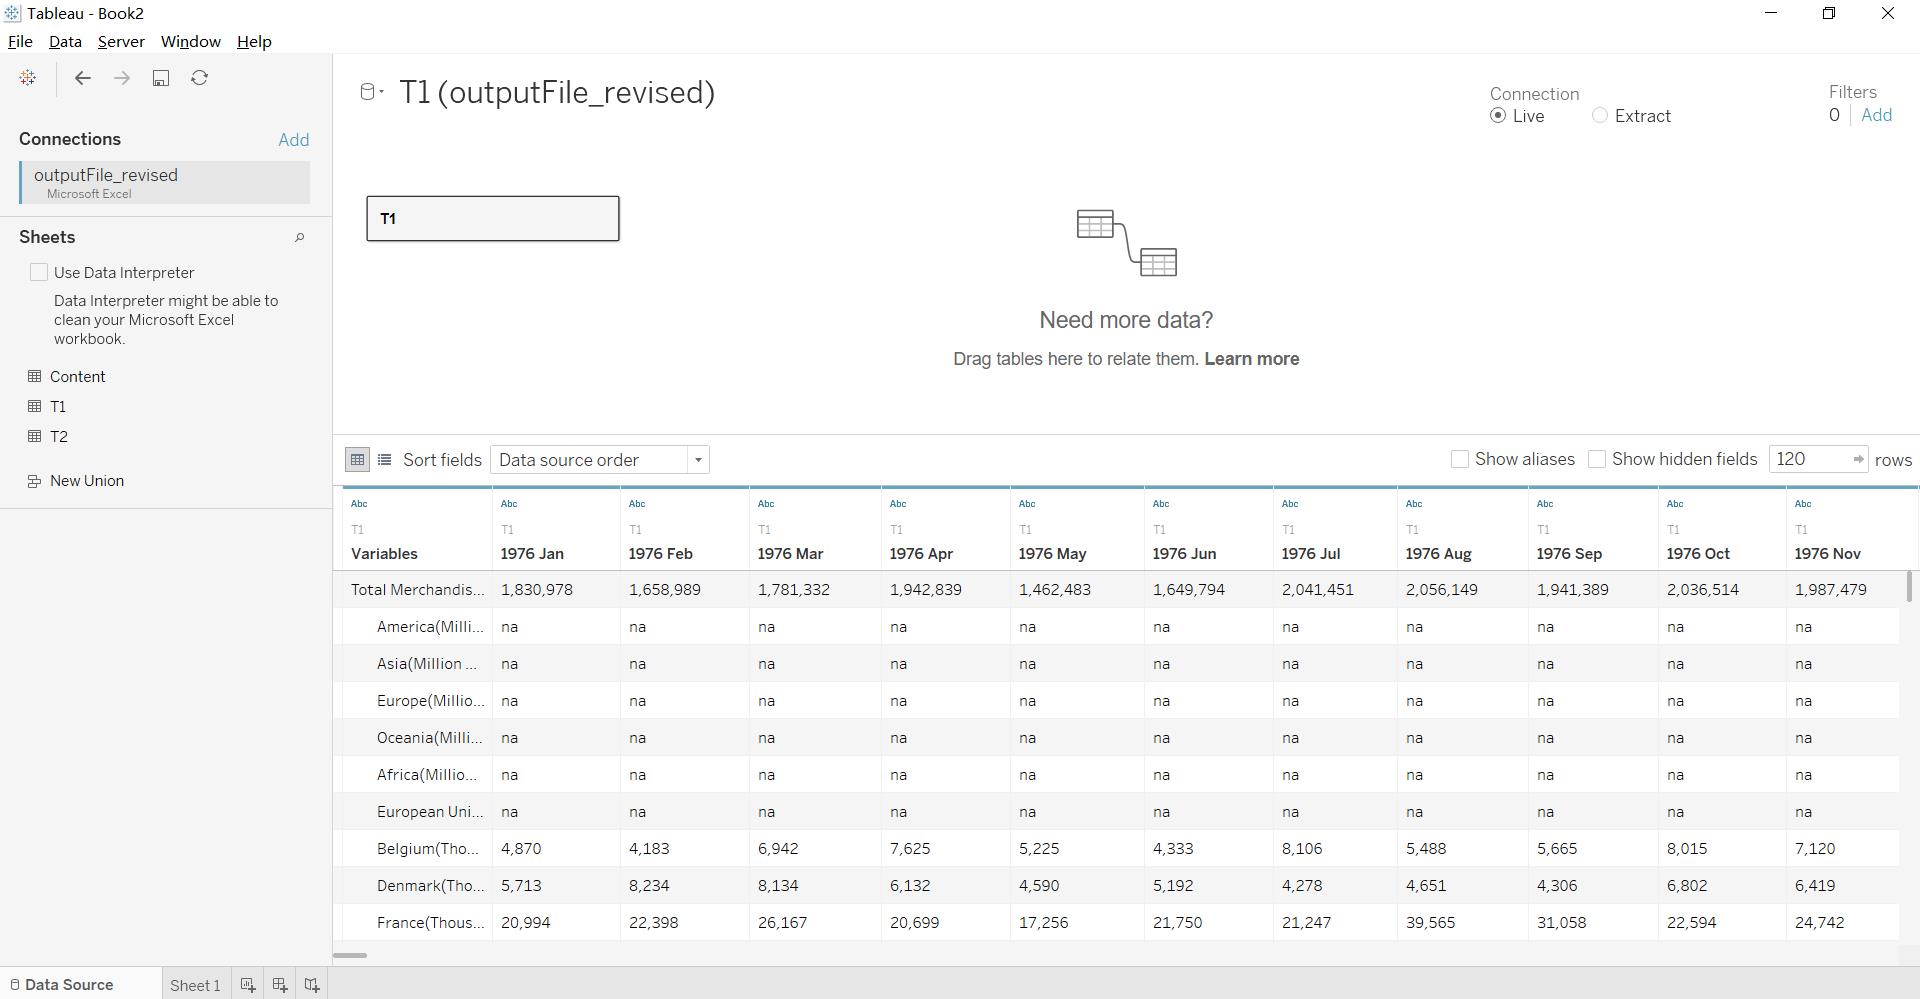 Tableau - Book2
File Data Server Window Help
Connections Add
outputFile_revised
Microsoft Excel
Sheets
Use Data Interpreter
Data Interpreter might be able to
clean your Microsoft Excel
workbook.
Content
T1
T2
New Union
T1 (outputFile_revised)
Connection
Live Extract
Filters
0 Add
T1
Need more data?
Drag tables here to relate them. Learn more
Sort fields Data source order Show aliases Show hidden fields 120 rows
Abc Abc Abc Abc Abc Abc Abc Abc Abc Abc Abc Abc
T1 T1 T1 T1 T1 T1 T1 T1 T1 T1 T1 T1
Variables 1976 Jan 1976 Feb 1976 Mar 1976 Apr 1976 May 1976 Jun 1976 Jul 1976 Aug 1976 Sep 1976 Oct 1976 Nov
Total Merchandis... 1,830,978 1,658,989 1,781,332 1,942,839 1,462,483 1,649,794 2,041,451 2,056,149 1,941,389 2,036,514 1,987,479
America(Milli... na na na na na na na na na na na
Asia(Million ... na na na na na na na na na na na
Europe(Millio... na na na na na na na na na na na
Oceania(Milli... na na na na na na na na na na na
Africa(Millio... na na na na na na na na na na na
European Uni... na na na na na na na na na na na
Belgium(Tho... 4,870 4,183 6,942 7,625 5,225 4,333 8,106 5,488 5,665 8,015 7,120
Denmark(Tho... 5,713 8,234 8,134 6,132 4,590 5,192 4,278 4,651 4,306 6,802 6,419
France(Thous... 20,994 22,398 26,167 20,699 17,256 21,750 21,247 39,565 31,058 22,594 24,742
Data Source Sheet 1